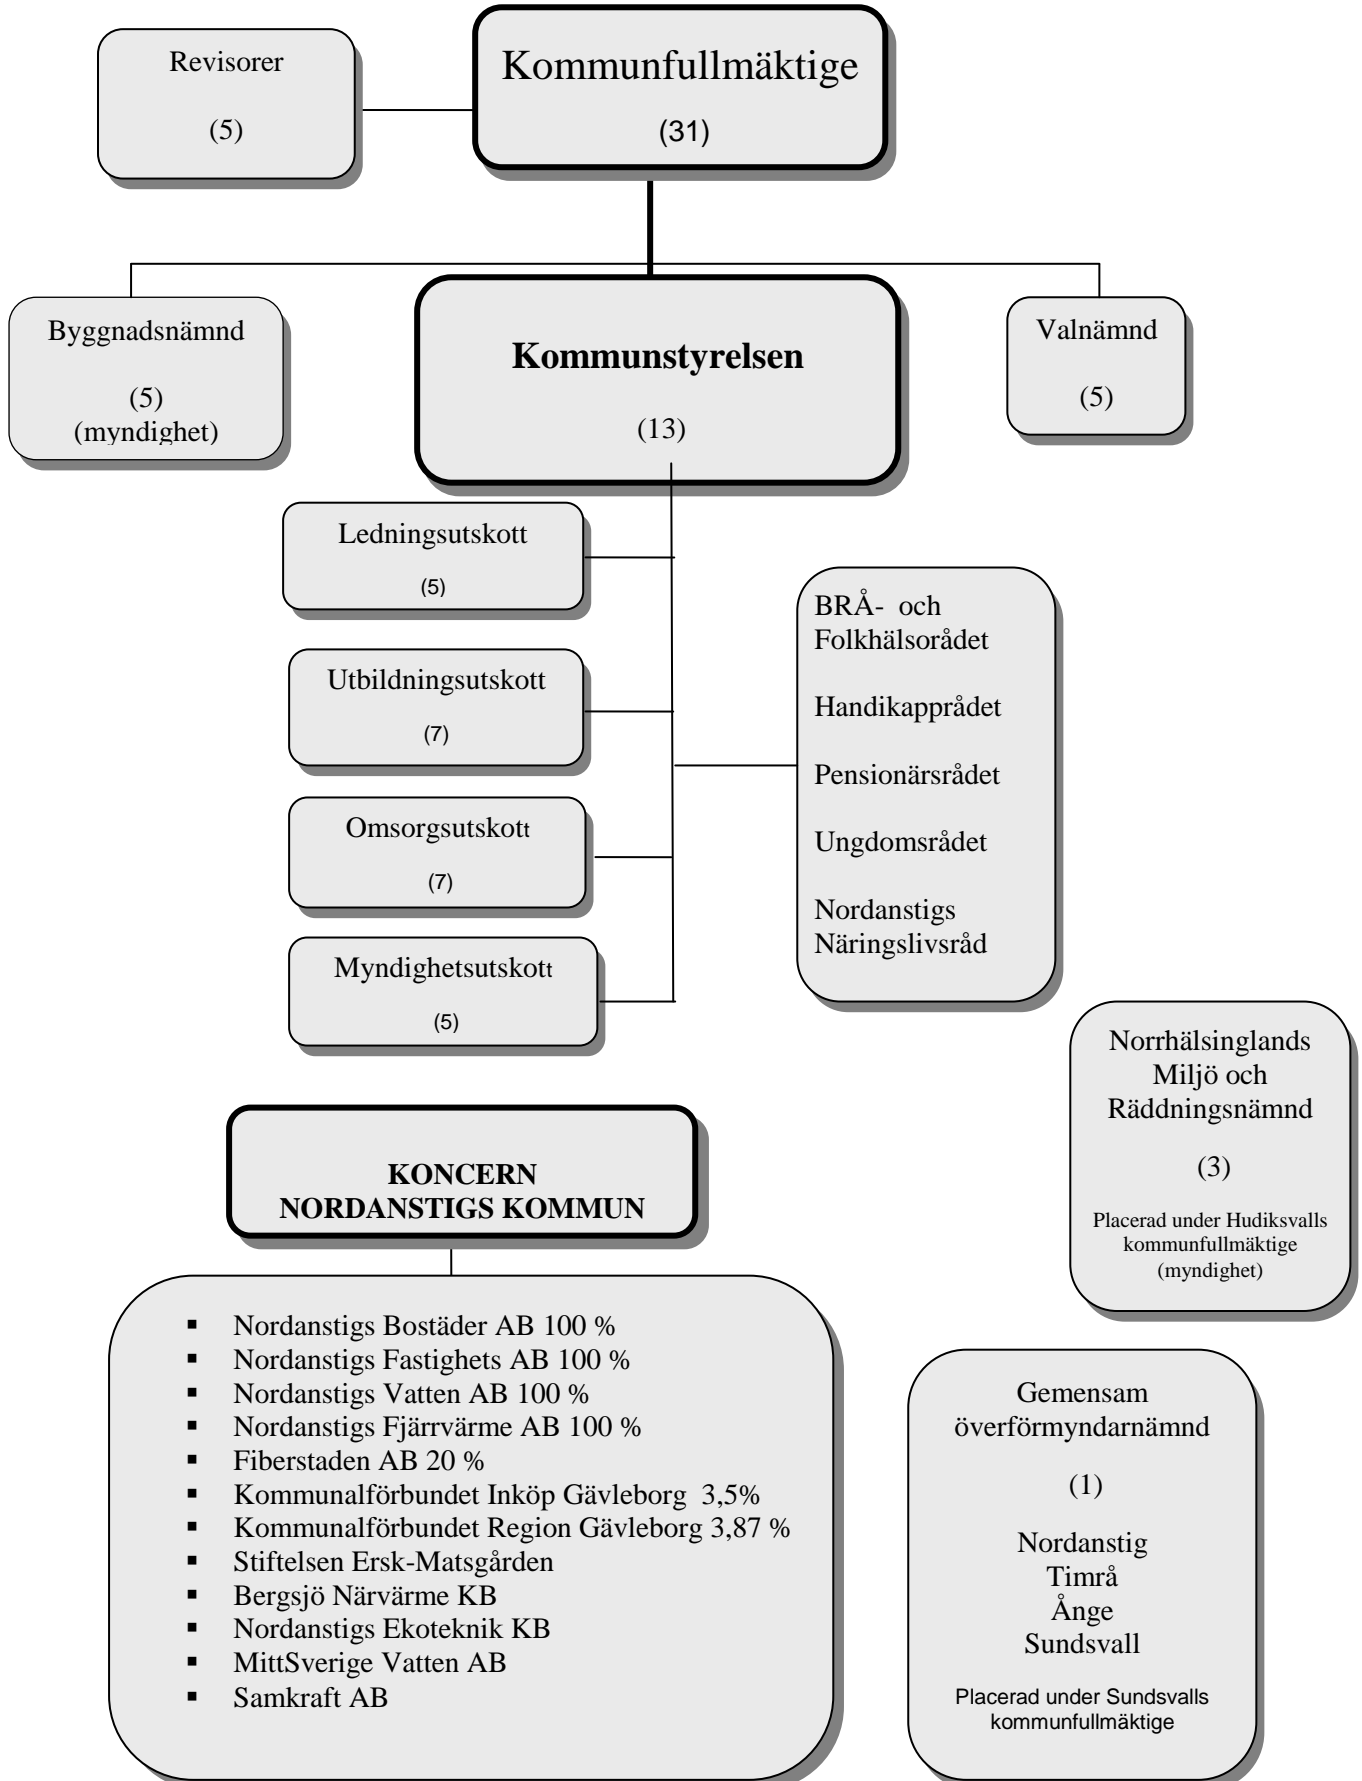 Revisorer
(5)
Kommunfullmäktige
(31)
Byggnadsnämnd
(5)
(myndighet)
Kommunstyrelsen
(13)
Valnämnd
(5)
Ledningsutskott
(5)
Utbildningsutskott
(7)
Omsorgsutskott
(7)
Myndighetsutskott
(5)
BRÅ- och
Folkhälsorådet
Handikapprådet
Pensionärsrådet
Ungdomsrådet
Nordanstigs
Näringslivsråd
Norrhälsinglands
Miljö och
Räddningsnämnd
(3)
Placerad under Hudiksvalls
kommunfullmäktige
(myndighet)
KONCERN
NORDANSTIGS KOMMUN
▪ Nordanstigs Bostäder AB 100 %
▪ Nordanstigs Fastighets AB 100 %
▪ Nordanstigs Vatten AB 100 %
▪ Nordanstigs Fjärrvärme AB 100 %
▪ Fiberstaden AB 20 %
▪ Kommunalförbundet Inköp Gävleborg 3,5%
▪ Kommunalförbundet Region Gävleborg 3,87 %
▪ Stiftelsen Ersk-Matsgården
▪ Bergsjö Närvärme KB
▪ Nordanstigs Ekoteknik KB
▪ MittSverige Vatten AB
▪ Samkraft AB
Gemensam
överförmyndarnämnd
(1)
Nordanstig
Timrå
Ånge
Sundsvall
Placerad under Sundsvalls
kommunfullmäktige